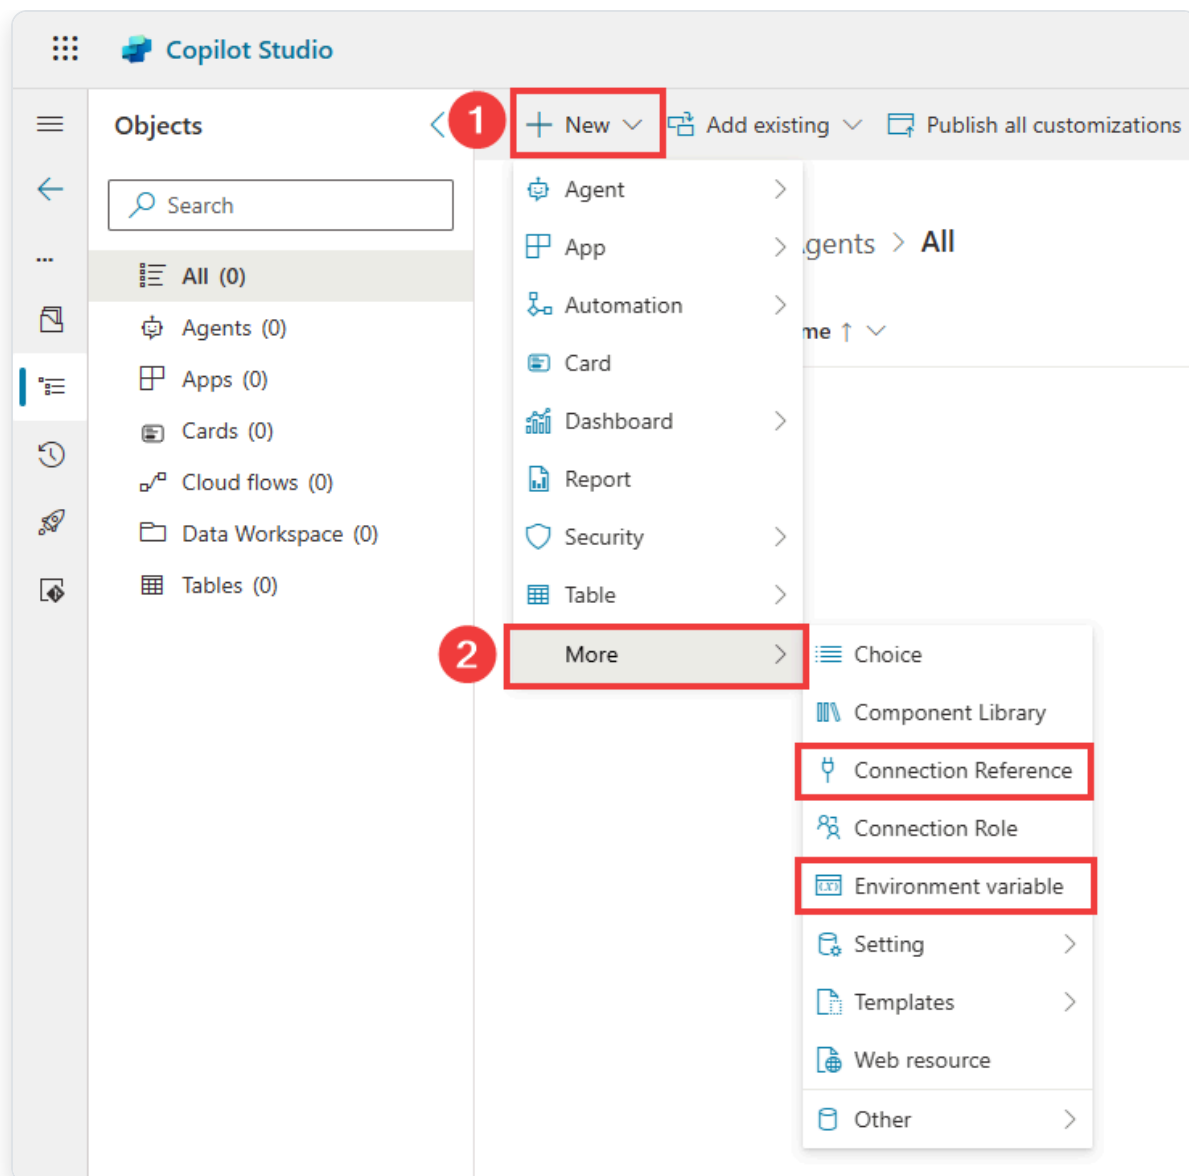 Copilot Studio
Objects
Search
All (0)
Agents (0)
Apps (0)
Cards (0)
Cloud flows (0)
Data Workspace (0)
Tables (0)
1
New
Add existing
Publish all customizations
Agent
App
Automation
Card
Dashboard
Report
Security
Table
2
More
gents > All
me ↑
Choice
Component Library
Connection Reference
Connection Role
Environment variable
Setting
Templates
Web resource
Other